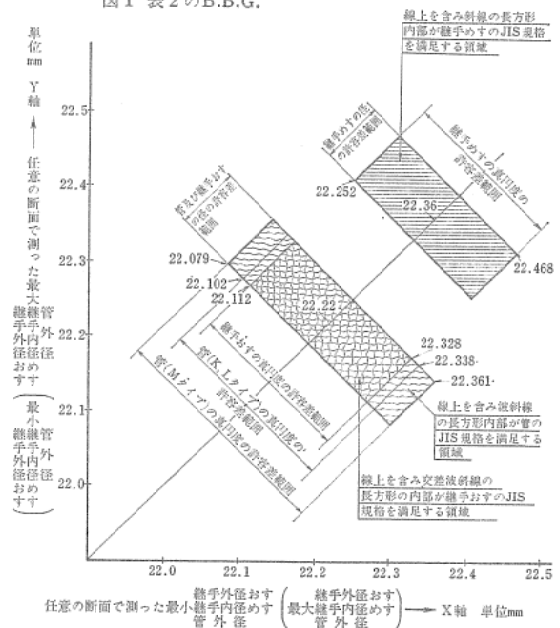 図1 表2のB.B.G.
単位mm Y軸
任意の断面で測った最大
管外径
継手内径めす
継手外径おす
最小
管外径
継手内径めす
継手外径おす
線上を含み斜線の長方形
内部が継手めすのJIS規格
を満足する領域
継手めすの径
の許容差範囲
継手めすの真円度の
許容差範囲
管及び継手おす
の径の許容差
範囲
22.5
22.4
22.3
22.2
22.1
22.0
22.252
22.36
22.468
22.079
22.102
22.112
22.22
22.328
22.338
22.361
継手おすの真円度の許容差範囲
管(K,Lタイプ)の真円度の
許容差範囲
管(Mタイプ)の真円度の許容差範囲
線上を含み波斜線
の長方形内部が管の
JIS規格を満足する
領域
線上を含み交差波斜線の
長方形の内部が継手おすのJIS
規格を満足する領域
22.0 22.1 22.2 22.3 22.4 22.5
任意の断面で測った最小
継手外径おす
継手内径めす
管外径
最大
継手外径おす
継手内径めす
管外径
X軸 単位mm